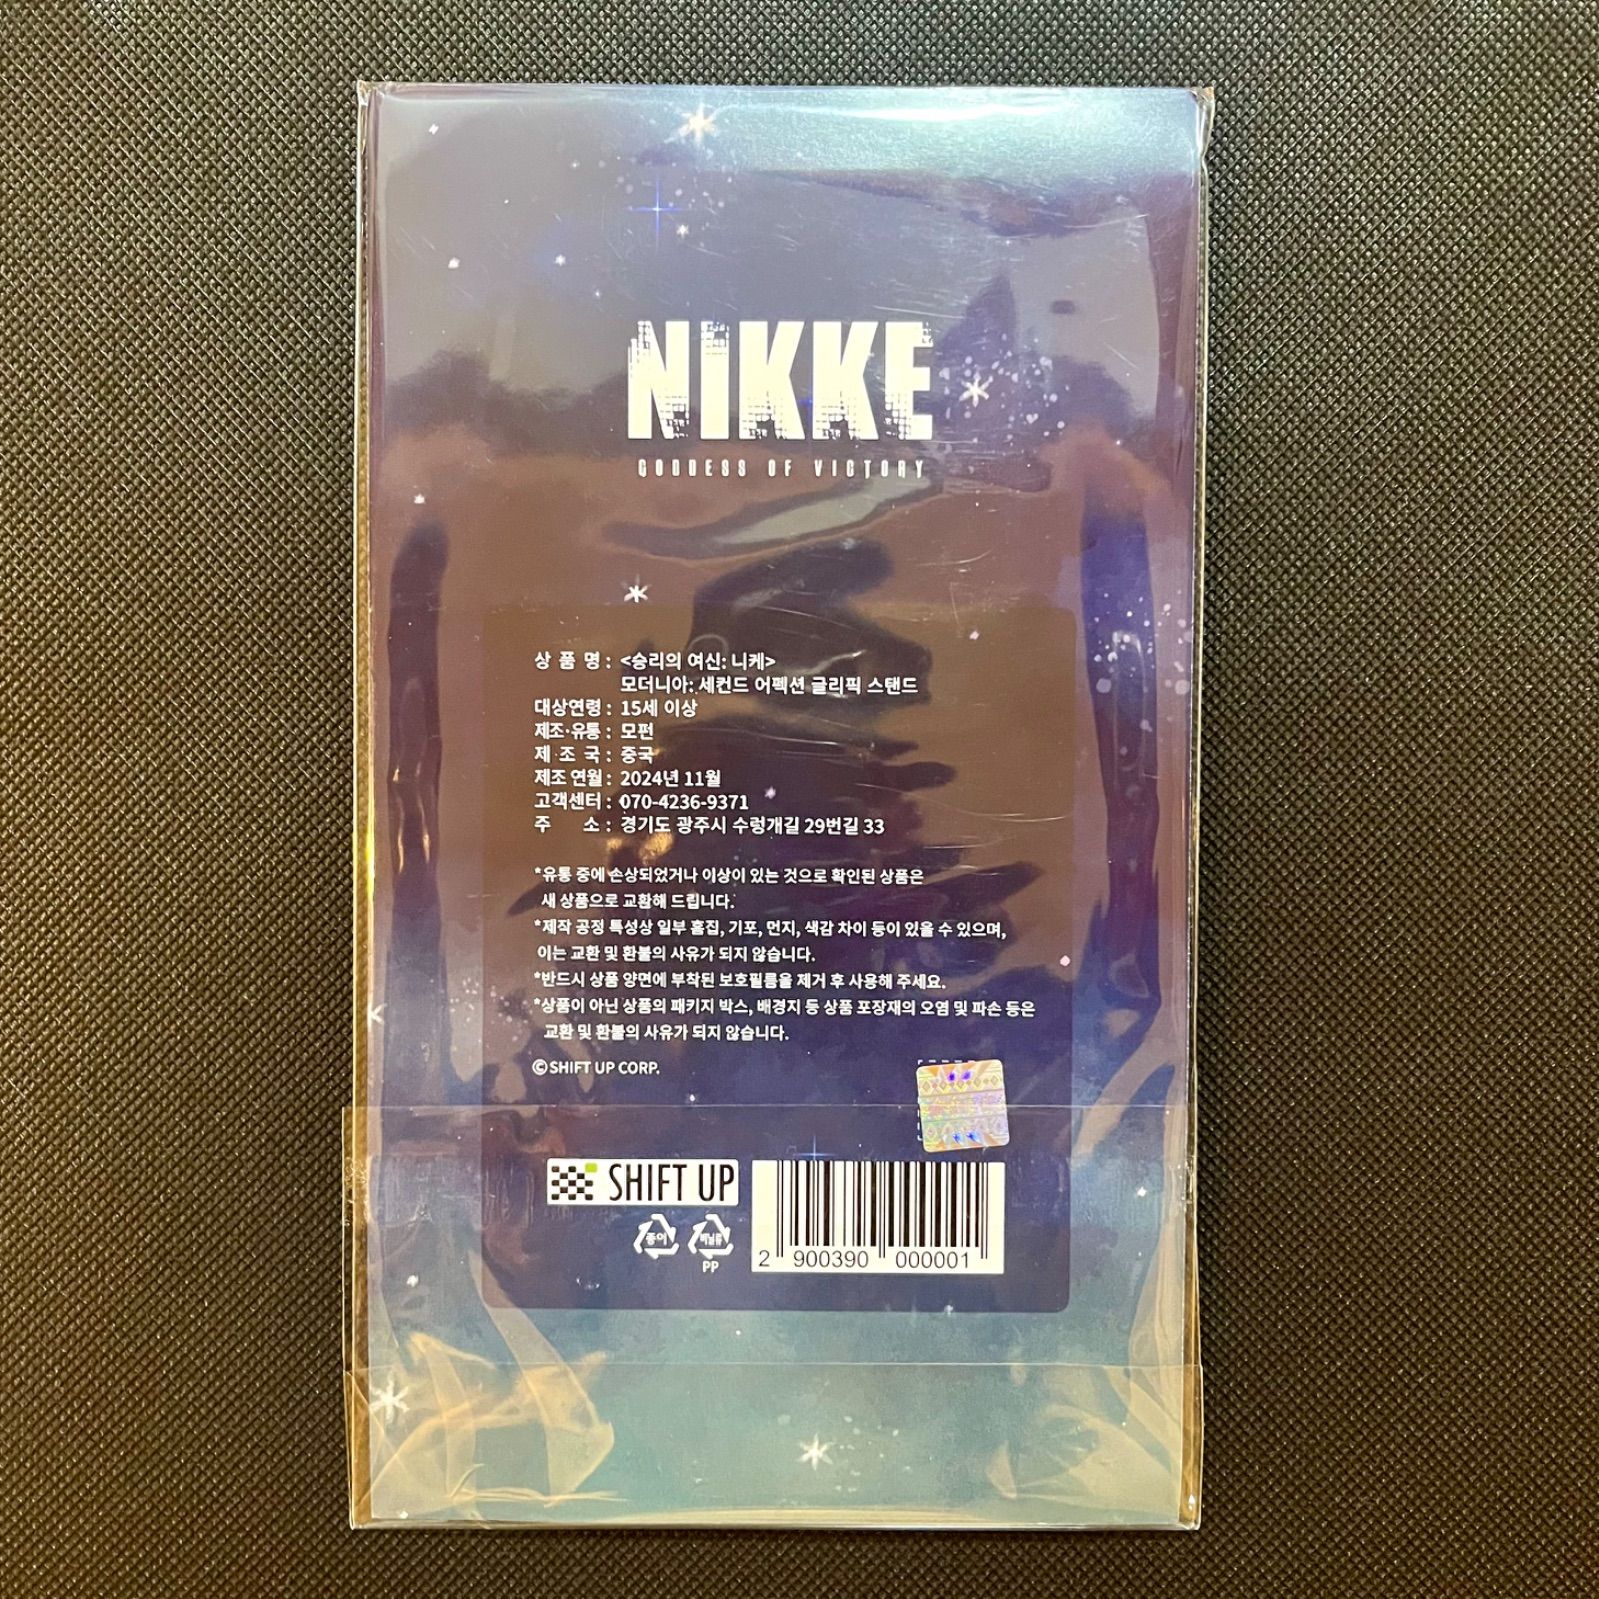 NIKKE
GODDESS OF VICTORY
상 품 명 : <승리의 여신: 니케>
모더니아: 세컨드 어펙션 글리픽 스탠드
대상연령 : 15세 이상
제조·유통 : 모펀
제 조 국 : 중국
제조 연월 : 2024년 11월
고객센터 : 070-4236-9371
주 소 : 경기도 광주시 수렁개길 29번길 33
*유통 중에 손상되었거나 이상이 있는 것으로 확인된 상품은
새 상품으로 교환해 드립니다.
*제작 공정 특성상 일부 흠집, 기포, 먼지, 색감 차이 등이 있을 수 있으며,
이는 교환 및 환불의 사유가 되지 않습니다.
*반드시 상품 양면에 부착된 보호필름을 제거 후 사용해 주세요.
*상품이 아닌 상품의 패키지 박스, 배경지 등 상품 포장재의 오염 및 파손 등은
교환 및 환불의 사유가 되지 않습니다.
©SHIFT UP CORP.
SHIFT UP
종이 비닐류
PP
2 900390 000001